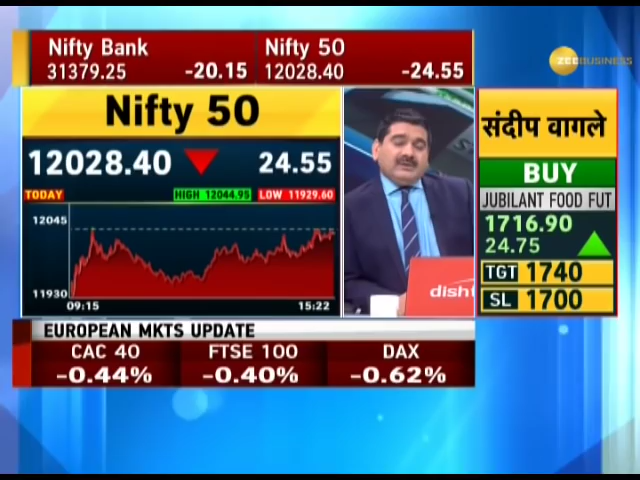 Nifty Bank
31379.25 -20.15
Nifty 50
12028.40 -24.55
ZEEBUSINESS
Nifty 50
12028.40 24.55
TODAY HIGH 12044.95 LOW 11929.60
12045
11930
09:15 15:22
disht
संदीप वागले
BUY
JUBILANT FOOD FUT
1716.90
24.75
TGT 1740
SL 1700
EUROPEAN MKTS UPDATE
CAC 40 FTSE 100 DAX
-0.44% -0.40% -0.62%